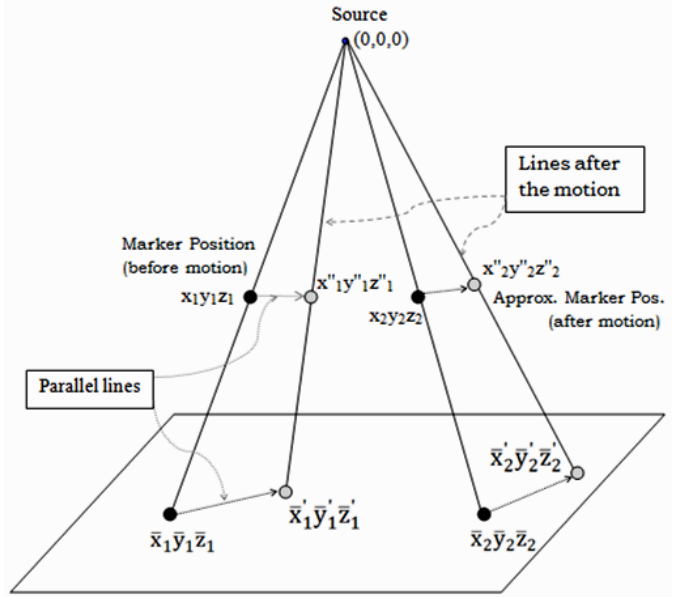 Source
(0,0,0)
Lines after
the motion
Marker Position
(before motion)
x₁y₁z₁
x"₁y"₁z"₁
x"₂y"₂z"₂
x₂y₂z₂
Approx. Marker Pos.
(after motion)
Parallel lines
x̄₁ȳ₁z̄₁
x̄'₁ȳ'₁z̄'₁
x̄'₂ȳ'₂z̄'₂
x̄₂ȳ₂z̄₂